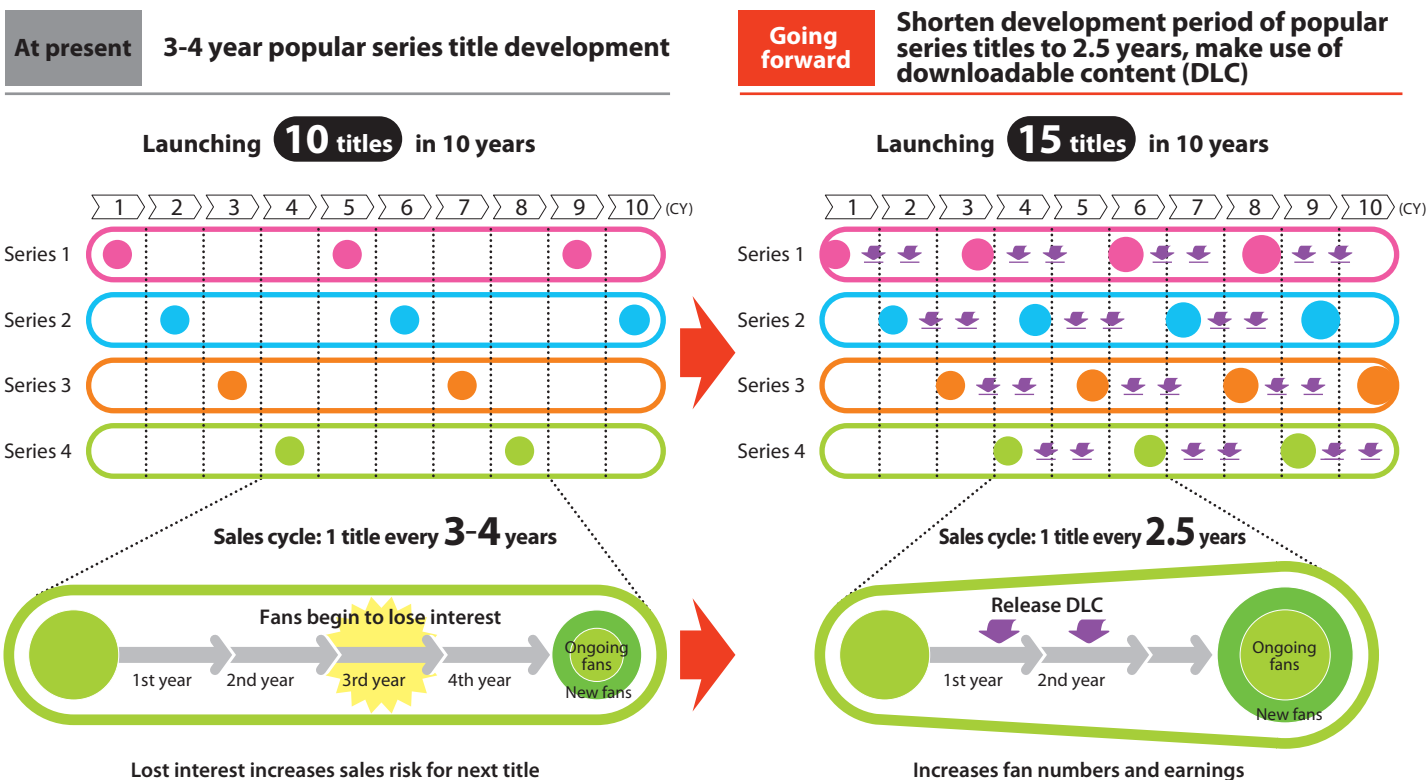 At present
3-4 year popular series title development
Launching 10 titles in 10 years
1 2 3 4 5 6 7 8 9 10 (CY)
Series 1
Series 2
Series 3
Series 4
Sales cycle: 1 title every 3-4 years
Fans begin to lose interest
1st year 2nd year 3rd year 4th year
Ongoing
fans
New fans
Lost interest increases sales risk for next title
Going
forward
Shorten development period of popular
series titles to 2.5 years, make use of
downloadable content (DLC)
Launching 15 titles in 10 years
1 2 3 4 5 6 7 8 9 10 (CY)
Series 1
Series 2
Series 3
Series 4
Sales cycle: 1 title every 2.5 years
Release DLC
1st year 2nd year
Ongoing
fans
New fans
Increases fan numbers and earnings